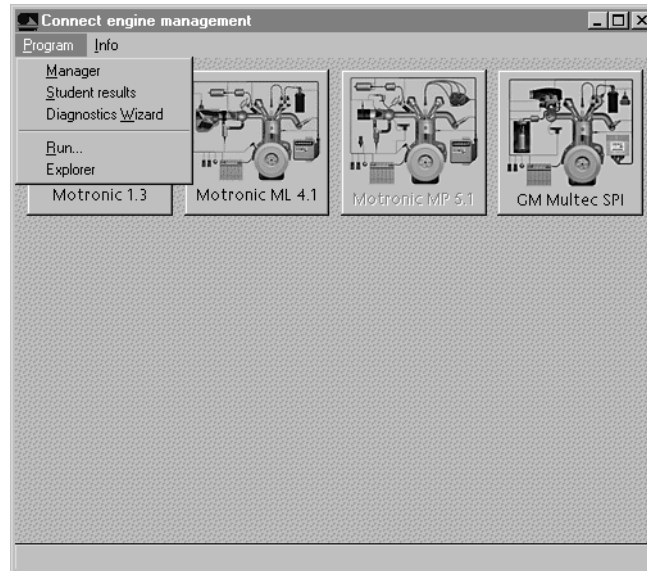 Connect engine management
Program Info
Manager
Student results
Diagnostics Wizard
Run...
Explorer
Motronic 1.3
Motronic ML 4.1
Motronic MP 5.1
GM Multec SPI